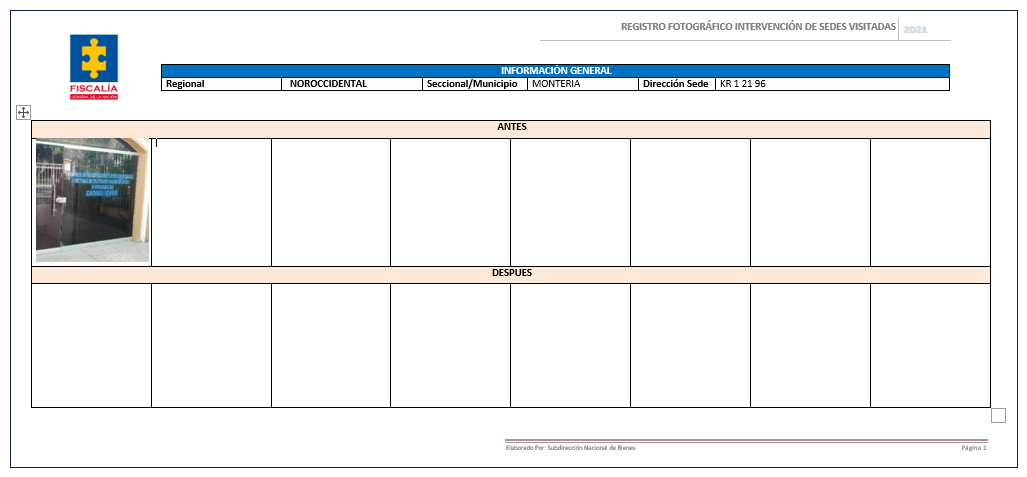 REGISTRO FOTOGRÁFICO INTERVENCIÓN DE SEDES VISITADAS 2021
FISCALÍA
GENERAL DE LA NACIÓN
INFORMACIÓN GENERAL
Regional NOROCCIDENTAL Seccional/Municipio MONTERIA Dirección Sede KR 1 21 96
ANTES
DESPUES
Elaborado Por: Subdirección Nacional de Bienes Página 1